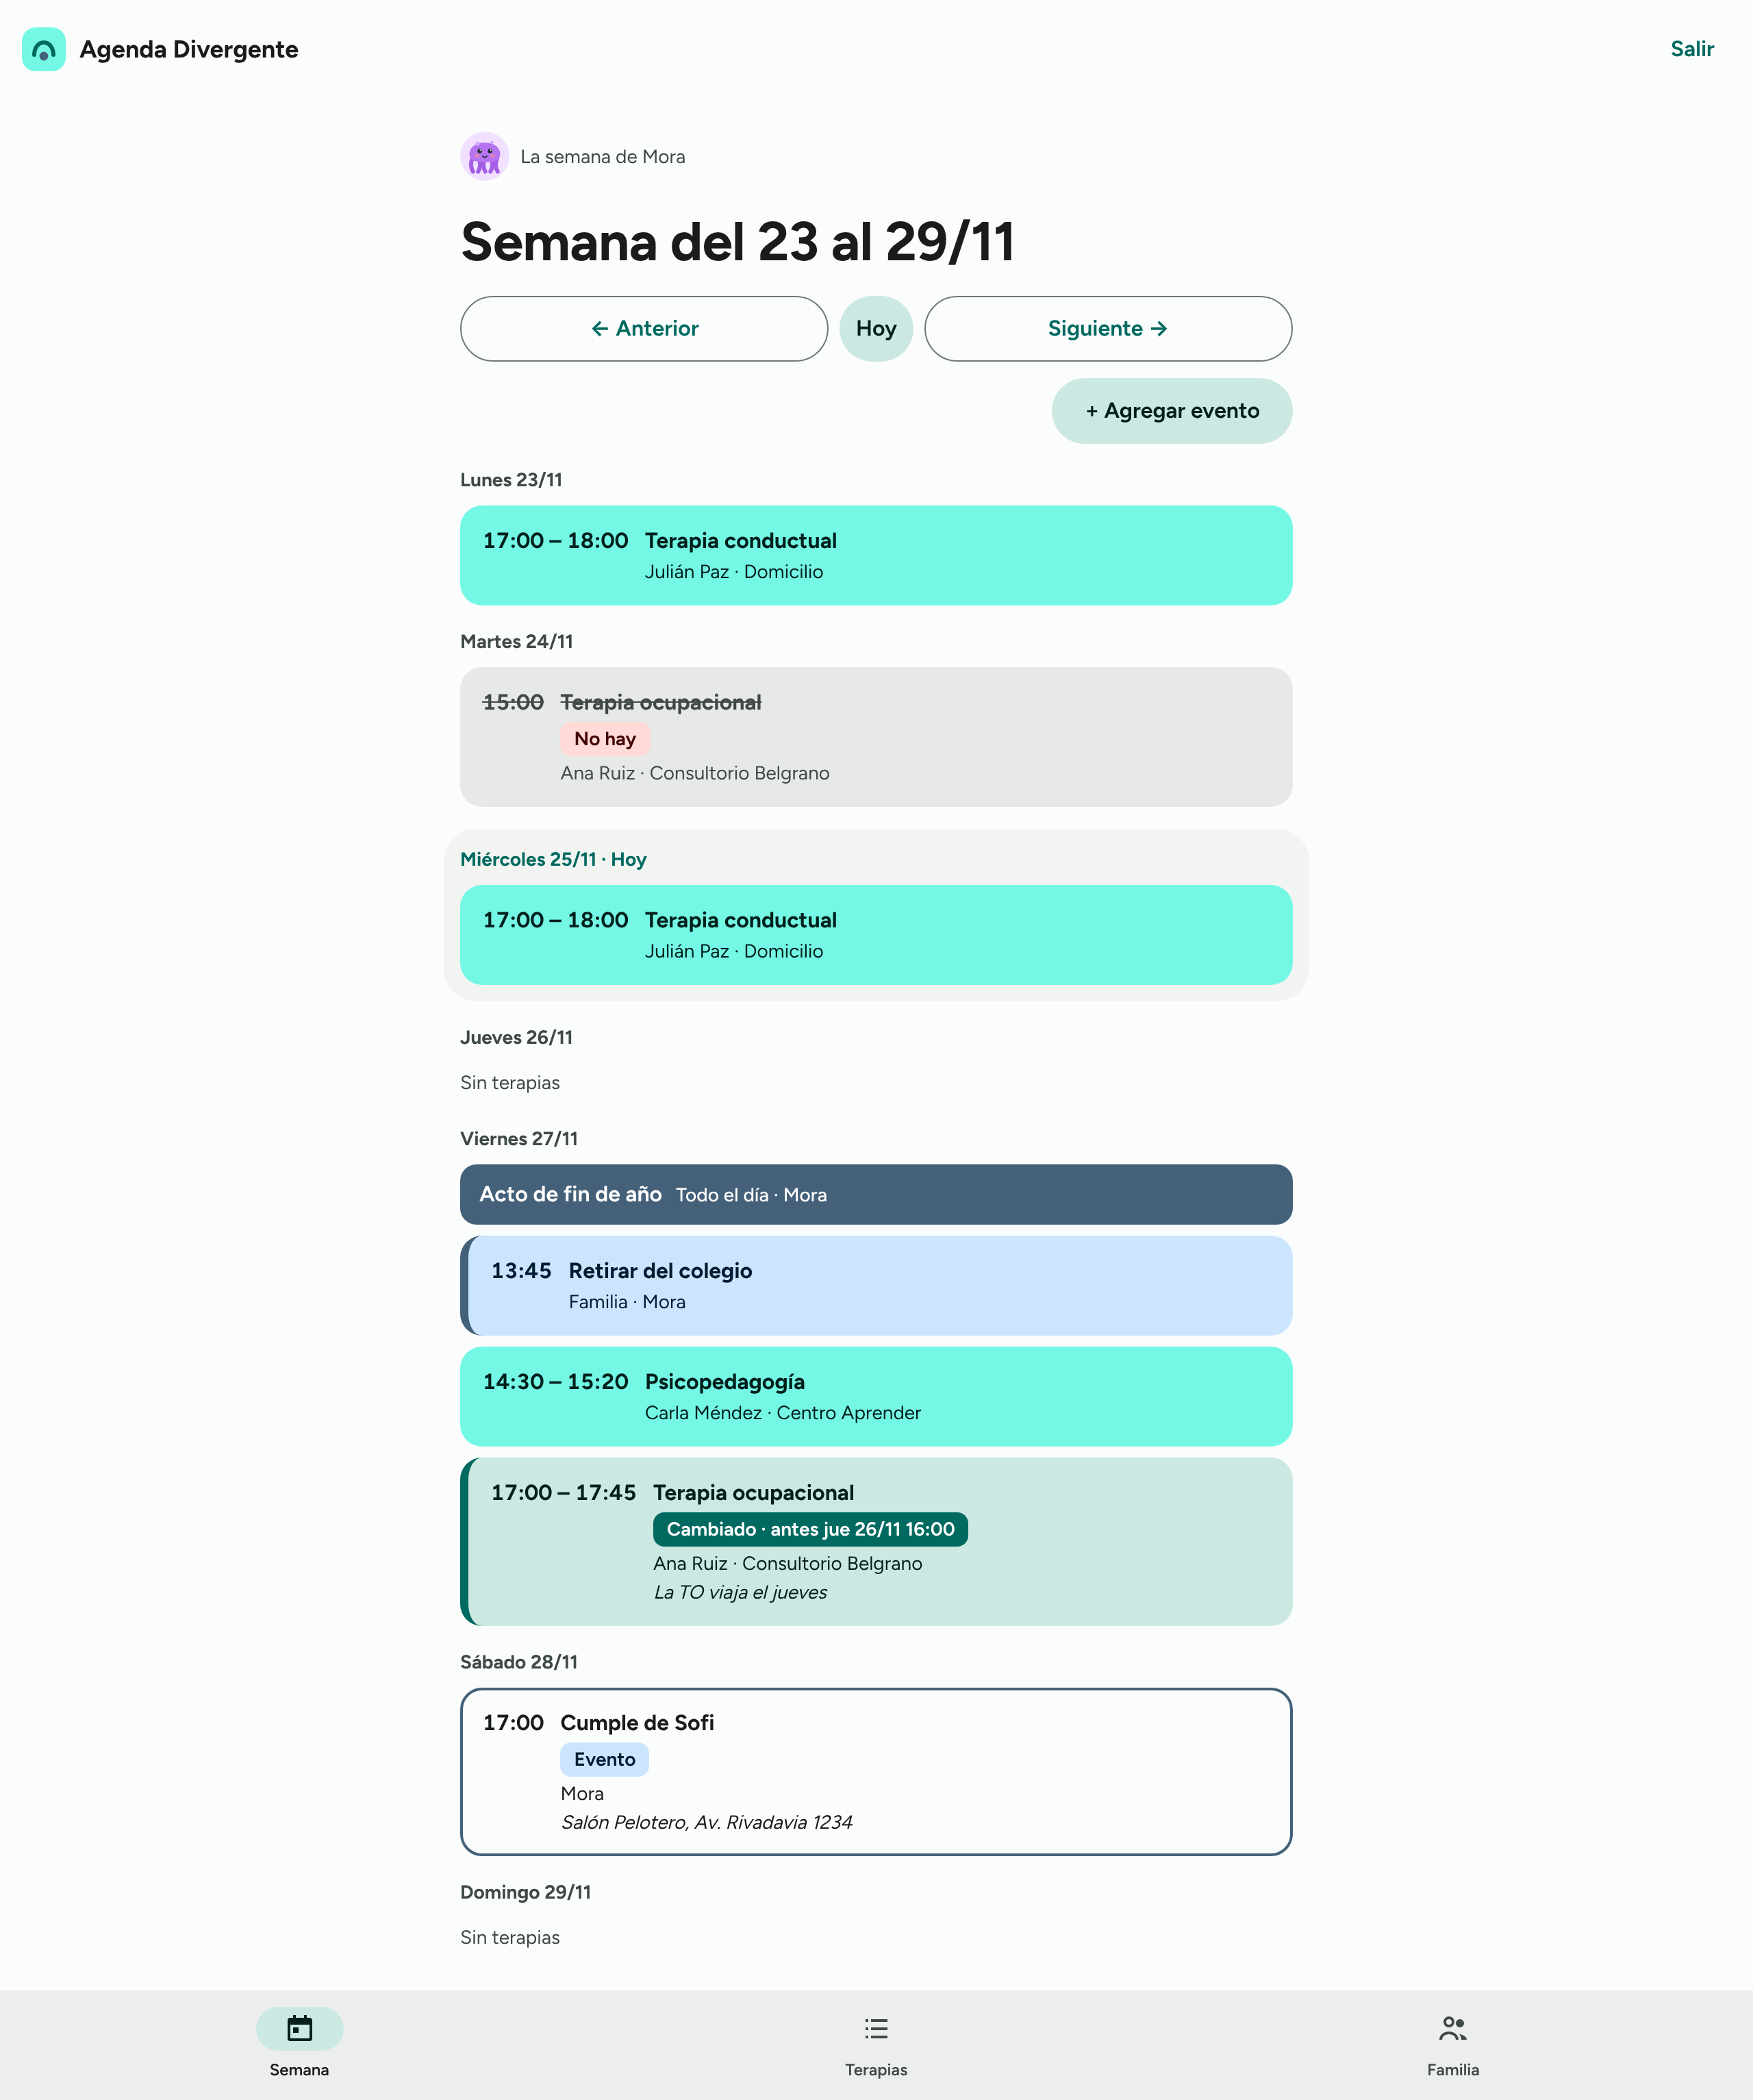 Agenda Divergente
Salir
La semana de Mora
Semana del 23 al 29/11
← Anterior
Hoy
Siguiente →
+ Agregar evento
Lunes 23/11
17:00 – 18:00 Terapia conductual
Julián Paz · Domicilio
Martes 24/11
15:00 Terapia ocupacional
No hay
Ana Ruiz · Consultorio Belgrano
Miércoles 25/11 · Hoy
17:00 – 18:00 Terapia conductual
Julián Paz · Domicilio
Jueves 26/11
Sin terapias
Viernes 27/11
Acto de fin de año Todo el día · Mora
13:45 Retirar del colegio
Familia · Mora
14:30 – 15:20 Psicopedagogía
Carla Méndez · Centro Aprender
17:00 – 17:45 Terapia ocupacional
Cambiado · antes jue 26/11 16:00
Ana Ruiz · Consultorio Belgrano
La TO viaja el jueves
Sábado 28/11
17:00 Cumple de Sofi
Evento
Mora
Salón Pelotero, Av. Rivadavia 1234
Domingo 29/11
Sin terapias
Semana
Terapias
Familia